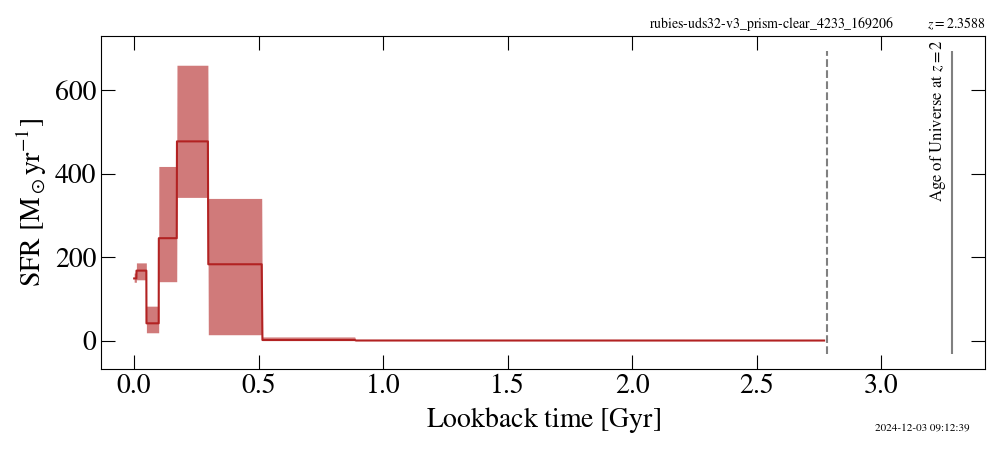 rubies-uds32-v3_prism-clear_4233_169206 z = 2.3588
Age of Universe at z = 2
SFR [M⊙yr⁻¹]
600
400
200
0
0.0 0.5 1.0 1.5 2.0 2.5 3.0
Lookback time [Gyr]
2024-12-03 09:12:39